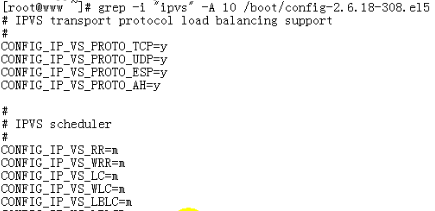 [root@www ~]# grep -i "ipvs" -A 10 /boot/config-2.6.18-308.el5
# IPVS transport protocol load balancing support
#
CONFIG_IP_VS_PROTO_TCP=y
CONFIG_IP_VS_PROTO_UDP=y
CONFIG_IP_VS_PROTO_ESP=y
CONFIG_IP_VS_PROTO_AH=y
#
# IPVS scheduler
#
CONFIG_IP_VS_RR=m
CONFIG_IP_VS_WRR=m
CONFIG_IP_VS_LC=m
CONFIG_IP_VS_WLC=m
CONFIG_IP_VS_LBLC=m